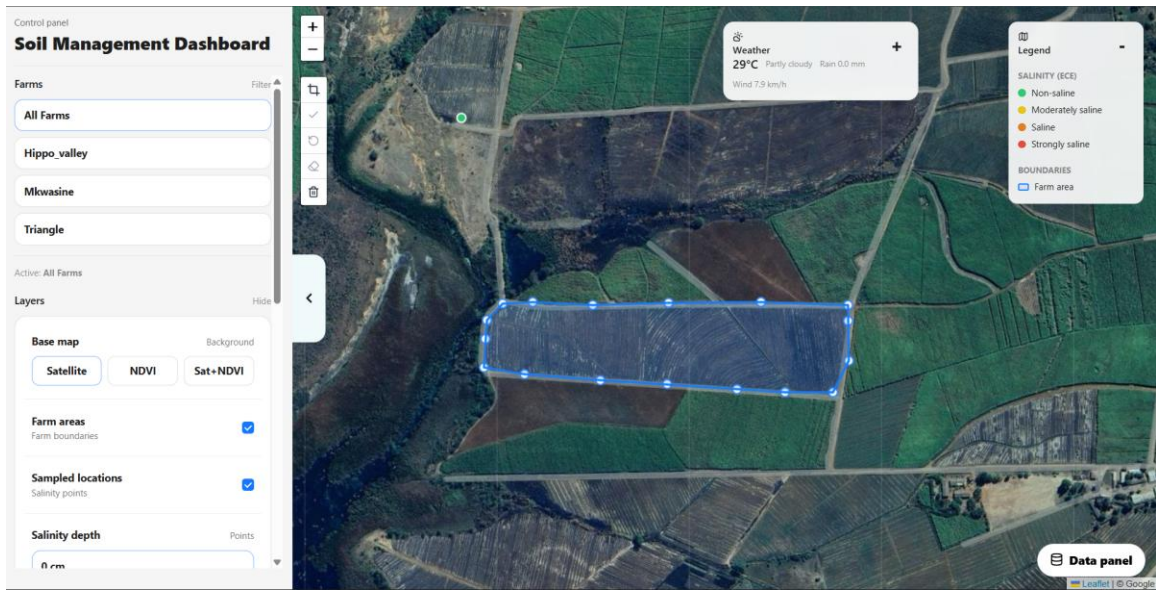 Control panel
Soil Management Dashboard
Farms
Filter
All Farms
Hippo_valley
Mkwasine
Triangle
Active: All Farms
Layers
Hide
Base map
Background
Satellite
NDVI
Sat+NDVI
Farm areas
Farm boundaries
Sampled locations
Salinity points
Salinity depth
Points
0 cm
+
−
Weather
+
29°C Partly cloudy Rain 0.0 mm
Wind 7.9 km/h
Legend
-
SALINITY (ECE)
Non-saline
Moderately saline
Saline
Strongly saline
BOUNDARIES
Farm area
Data panel
Leaflet | © Google